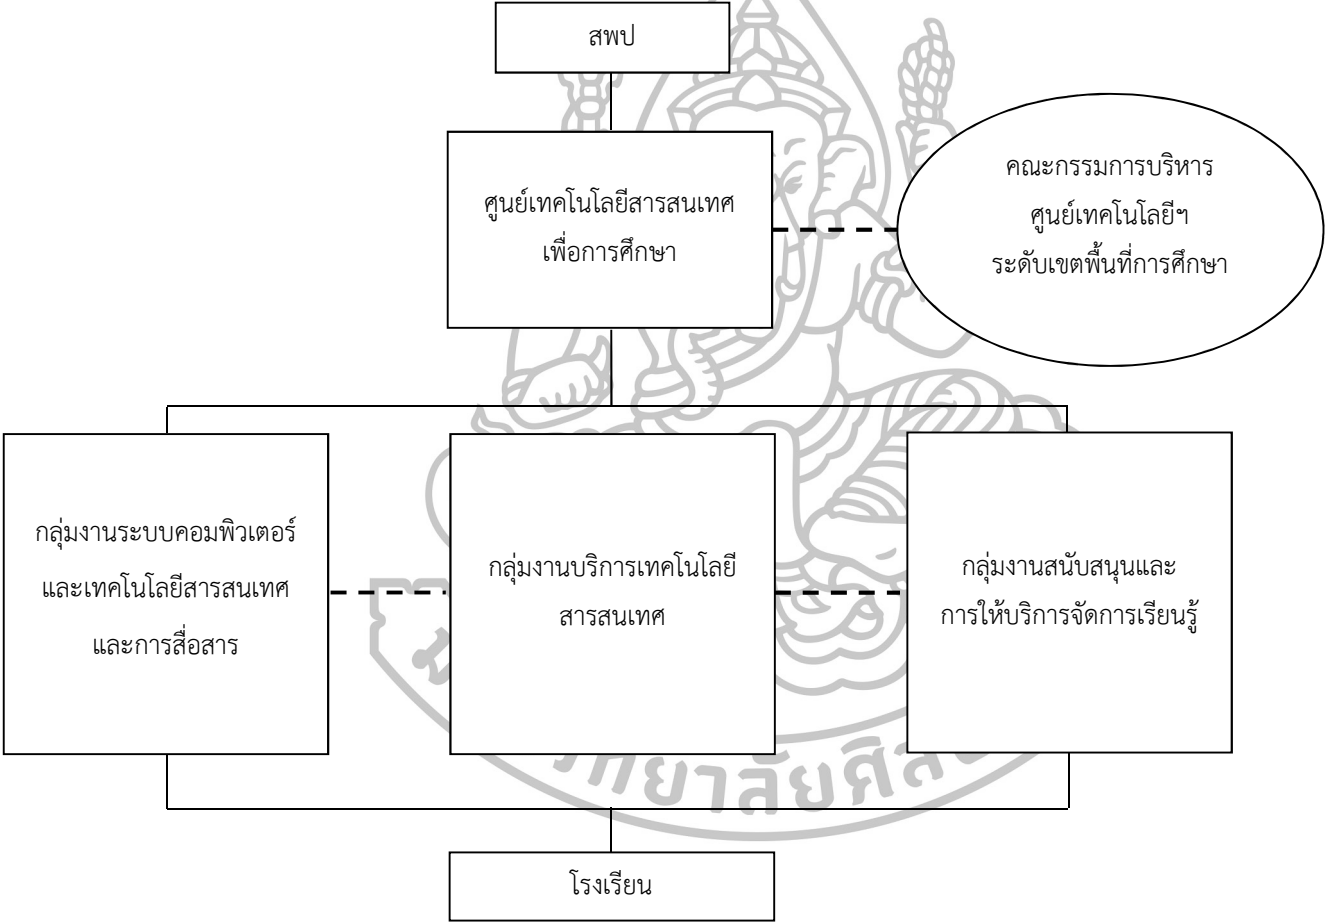 สพป
ศูนย์เทคโนโลยีสารสนเทศ
เพื่อการศึกษา
คณะกรรมการบริหาร
ศูนย์เทคโนโลยีฯ
ระดับเขตพื้นที่การศึกษา
กลุ่มงานระบบคอมพิวเตอร์
และเทคโนโลยีสารสนเทศ
และการสื่อสาร
กลุ่มงานบริการเทคโนโลยี
สารสนเทศ
กลุ่มงานสนับสนุนและ
การให้บริการจัดการเรียนรู้
โรงเรียน